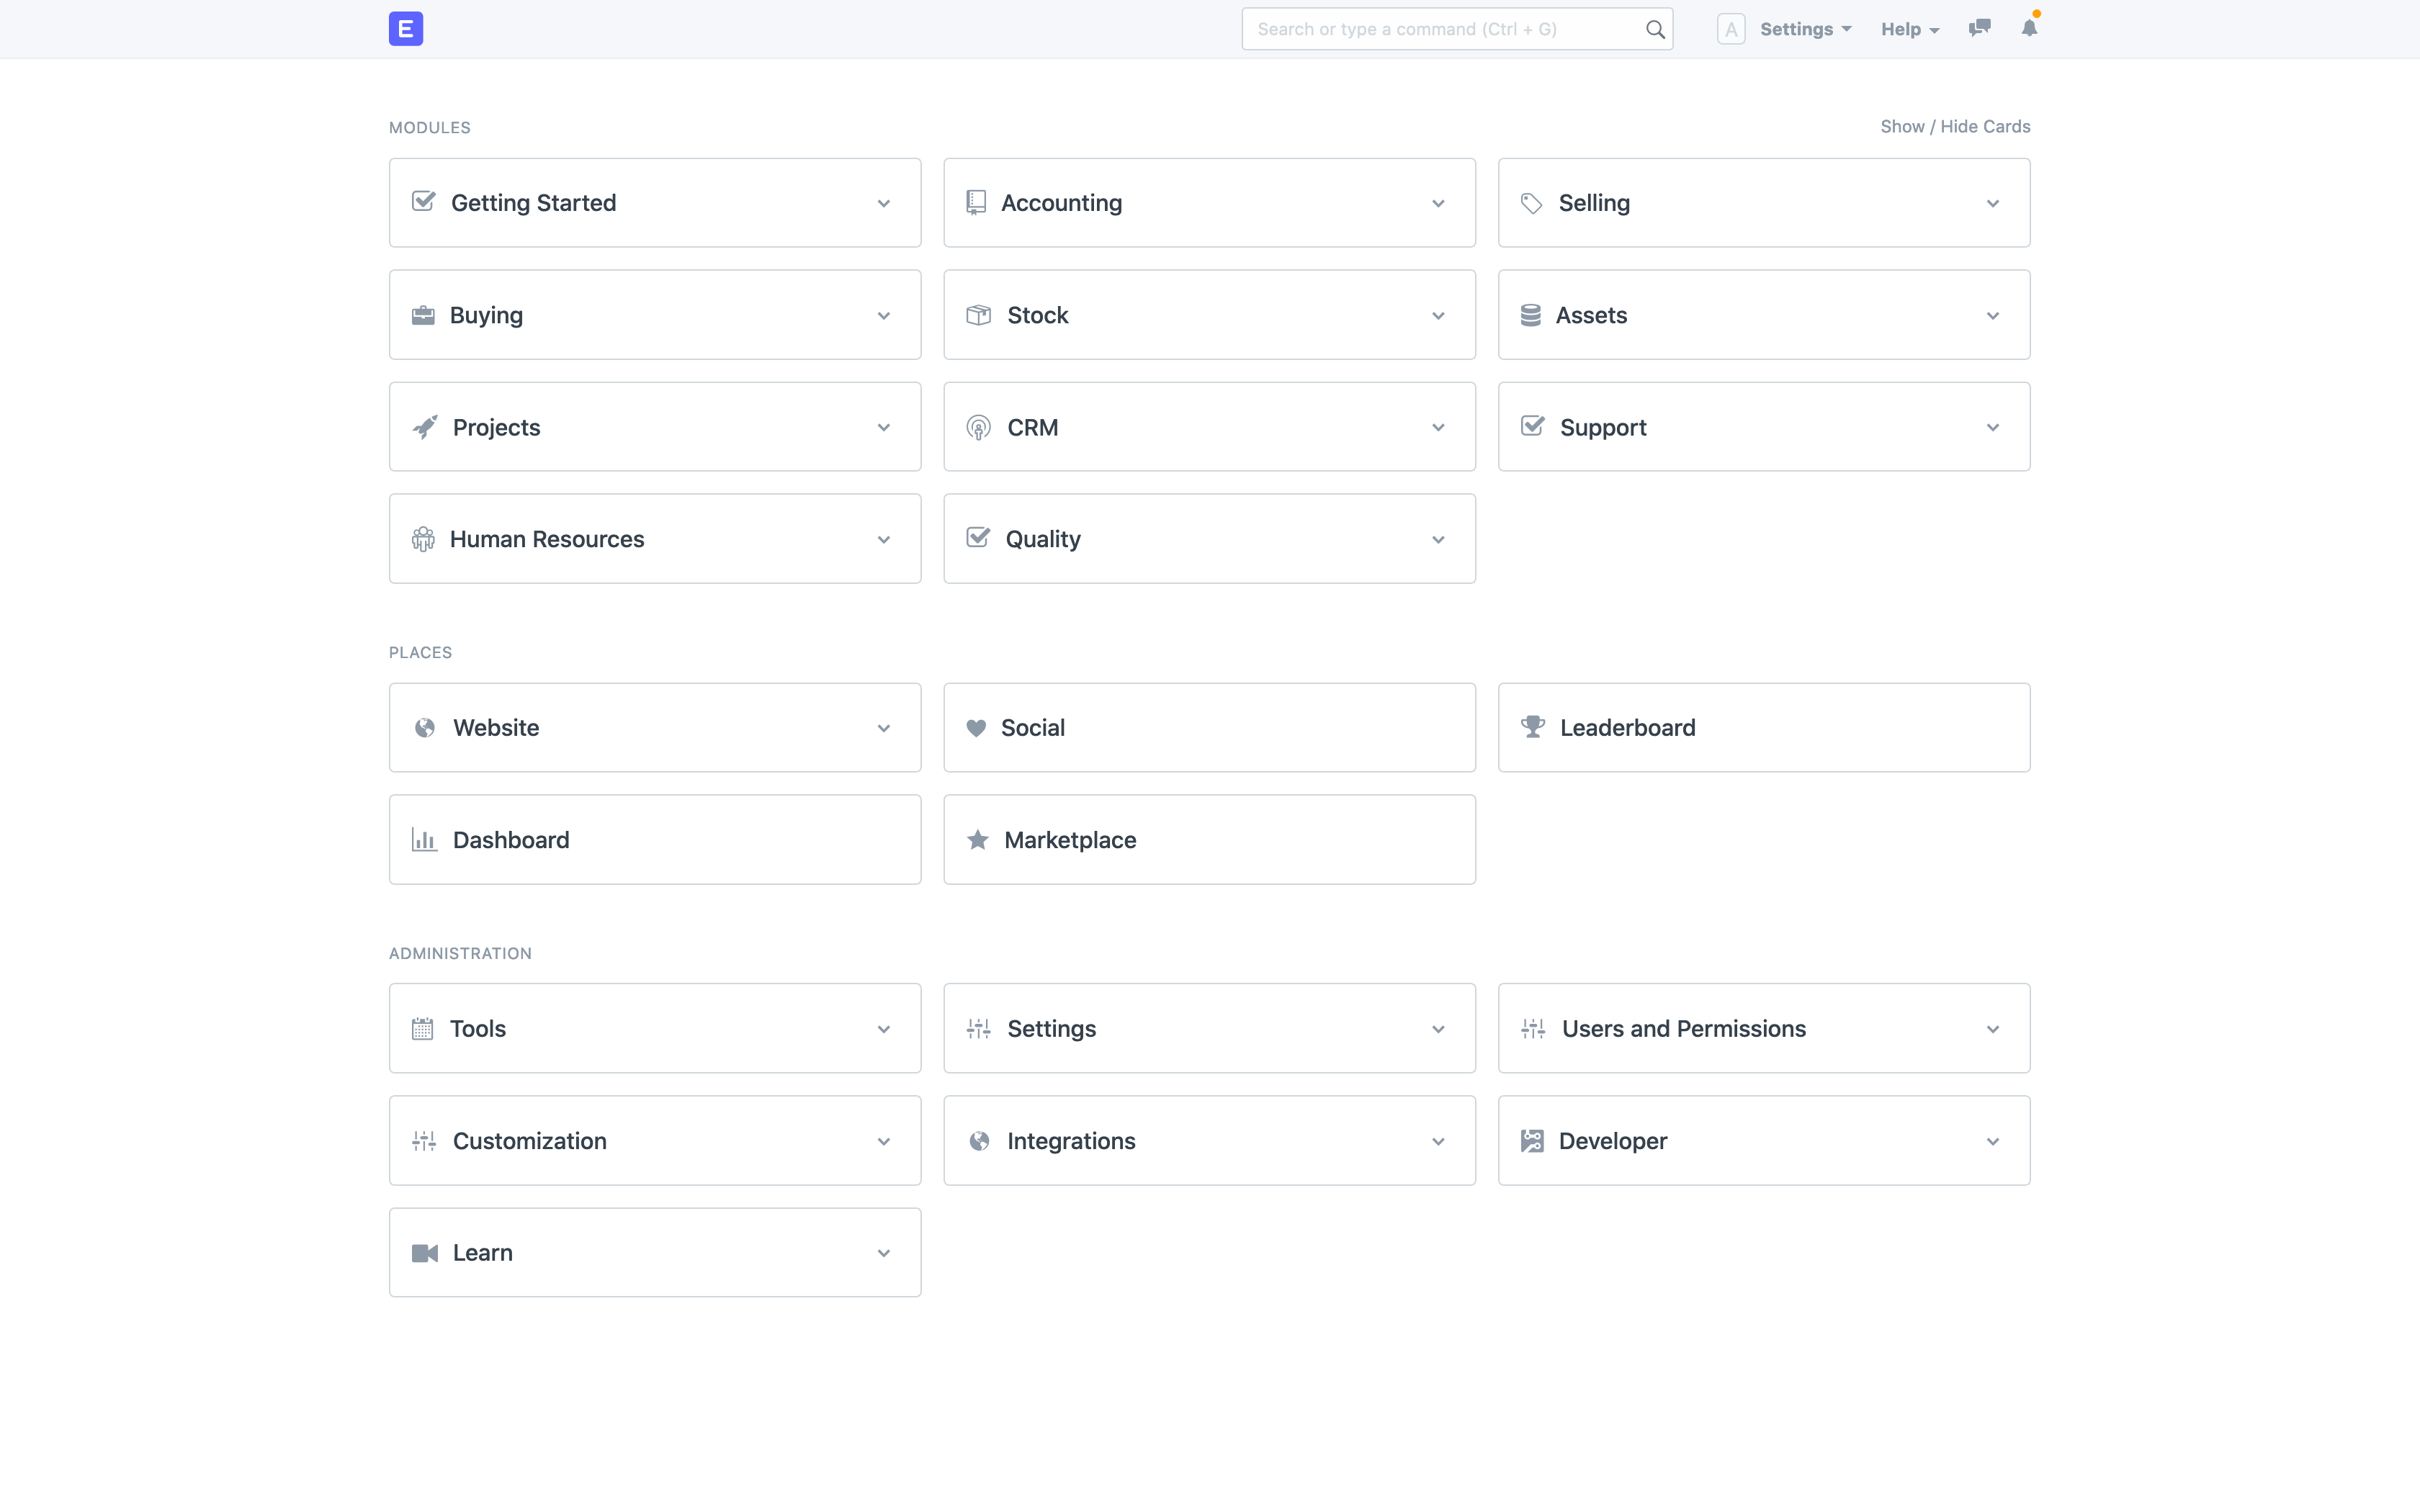 E
Search or type a command (Ctrl + G)
A
Settings
Help
MODULES
Show / Hide Cards
Getting Started
Accounting
Selling
Buying
Stock
Assets
Projects
CRM
Support
Human Resources
Quality
PLACES
Website
Social
Leaderboard
Dashboard
Marketplace
ADMINISTRATION
Tools
Settings
Users and Permissions
Customization
Integrations
Developer
Learn